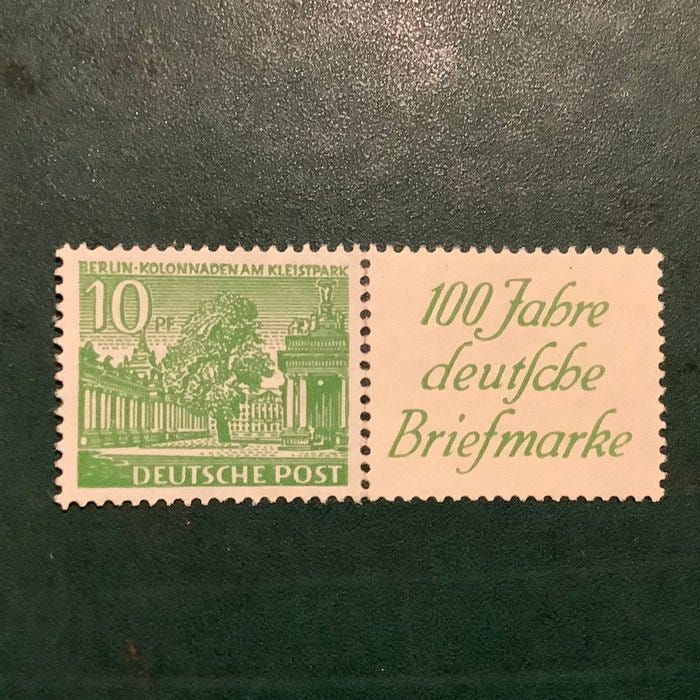 BERLIN·KOLONNADEN AM KLEISTPARK
10 PF
DEUTSCHE POST
100 Jahre
deutſche
Briefmarke